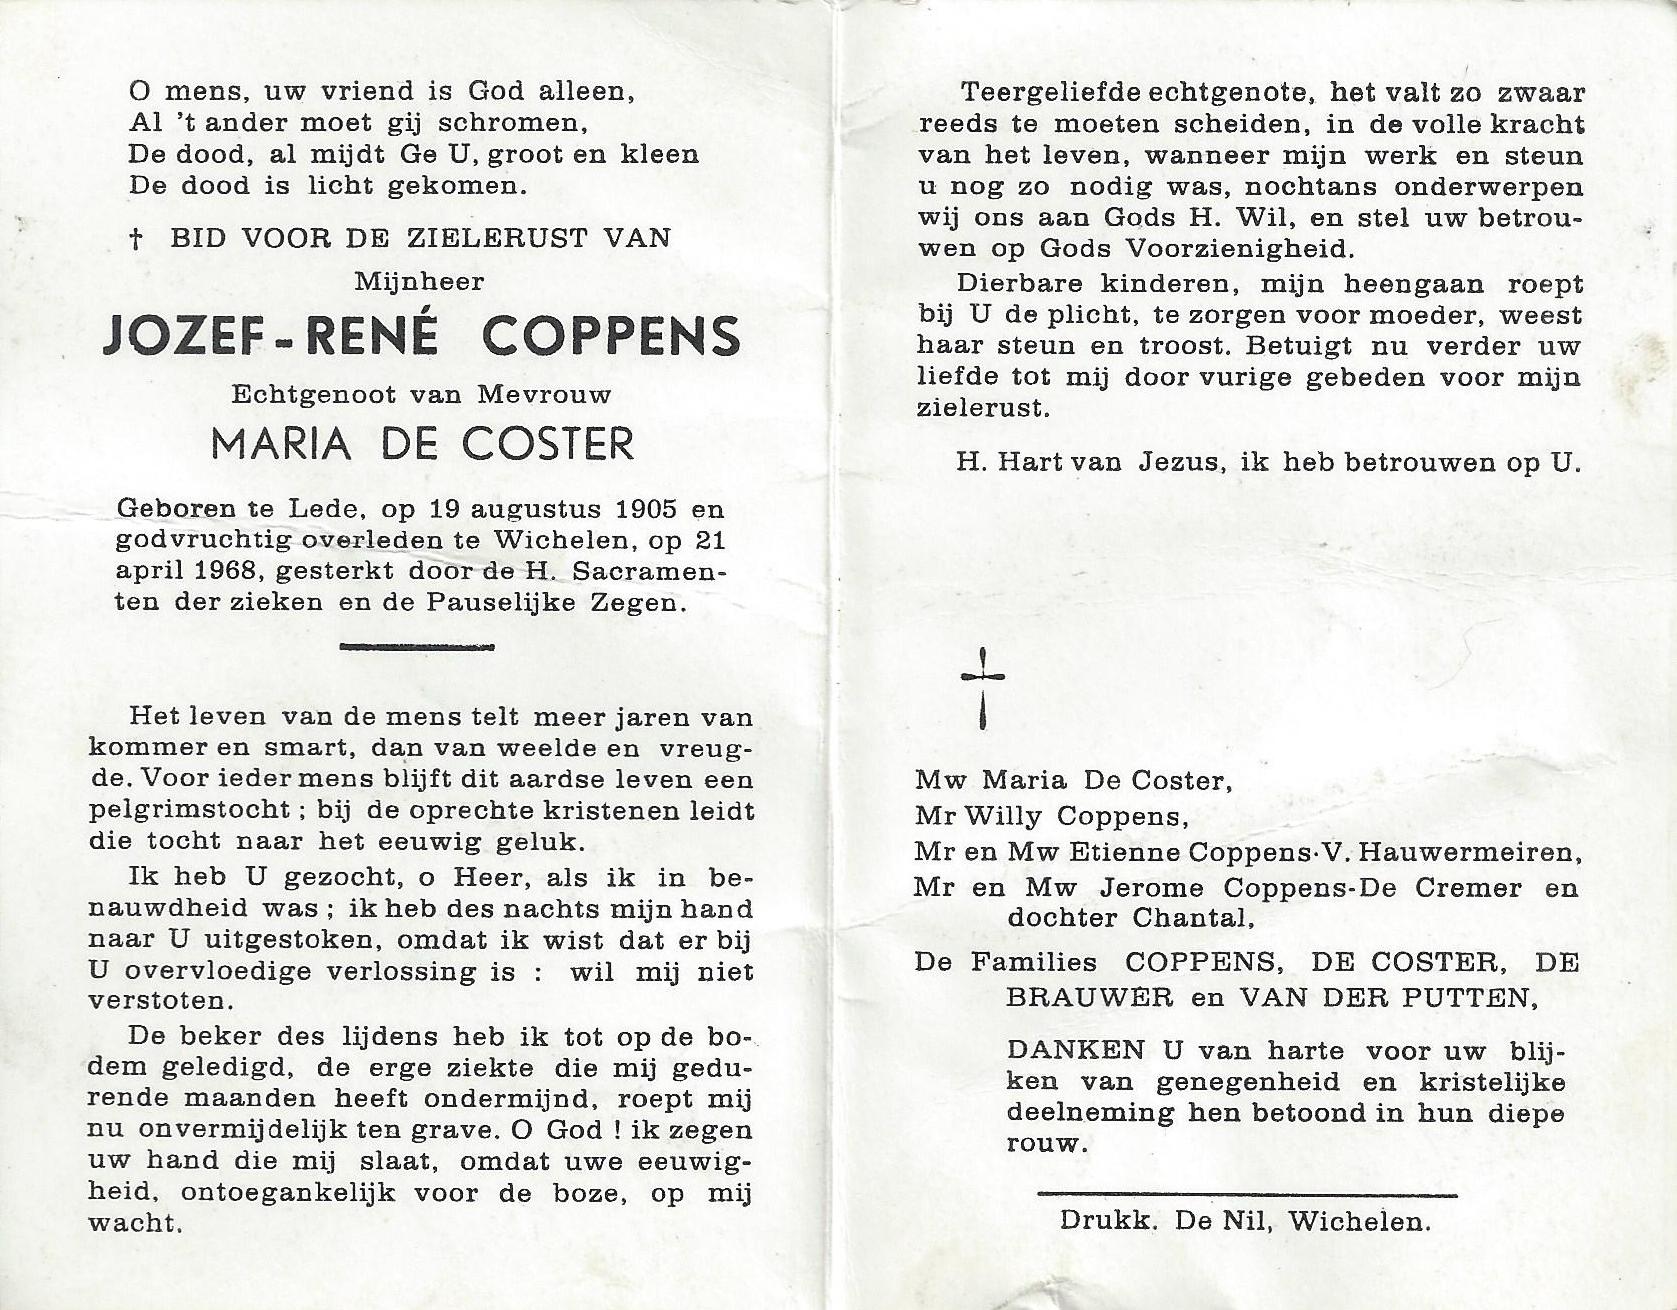 O mens, uw vriend is God alleen,
Al 't ander moet gij schromen,
De dood, al mijdt Ge U, groot en kleen
De dood is licht gekomen.
† BID VOOR DE ZIELERUST VAN
Mijnheer
JOZEF-RENÉ COPPENS
Echtgenoot van Mevrouw
MARIA DE COSTER
Geboren te Lede, op 19 augustus 1905 en
godvruchtig overleden te Wichelen, op 21
april 1968, gesterkt door de H. Sacramen-
ten der zieken en de Pauselijke Zegen.
Het leven van de mens telt meer jaren van
kommer en smart, dan van weelde en vreug-
de. Voor ieder mens blijft dit aardse leven een
pelgrimstocht ; bij de oprechte kristenen leidt
die tocht naar het eeuwig geluk.
Ik heb U gezocht, o Heer, als ik in be-
nauwdheid was ; ik heb des nachts mijn hand
naar U uitgestoken, omdat ik wist dat er bij
U overvloedige verlossing is : wil mij niet
verstoten.
De beker des lijdens heb ik tot op de bo-
dem geledigd, de erge ziekte die mij gedu-
rende maanden heeft ondermijnd, roept mij
nu onvermijdelijk ten grave. O God ! ik zegen
uw hand die mij slaat, omdat uwe eeuwig-
heid, ontoegankelijk voor de boze, op mij
wacht.
Teergeliefde echtgenote, het valt zo zwaar
reeds te moeten scheiden, in de volle kracht
van het leven, wanneer mijn werk en steun
u nog zo nodig was, nochtans onderwerpen
wij ons aan Gods H. Wil, en stel uw betrou-
wen op Gods Voorzienigheid.
Dierbare kinderen, mijn heengaan roept
bij U de plicht, te zorgen voor moeder, weest
haar steun en troost. Betuigt nu verder uw
liefde tot mij door vurige gebeden voor mijn
zielerust.
H. Hart van Jezus, ik heb betrouwen op U.
Mw Maria De Coster,
Mr Willy Coppens,
Mr en Mw Etienne Coppens-V. Hauwermeiren,
Mr en Mw Jerome Coppens-De Cremer en
dochter Chantal,
De Families COPPENS, DE COSTER, DE
BRAUWER en VAN DER PUTTEN,
DANKEN U van harte voor uw blij-
ken van genegenheid en kristelijke
deelneming hen betoond in hun diepe
rouw.
Drukk. De Nil, Wichelen.